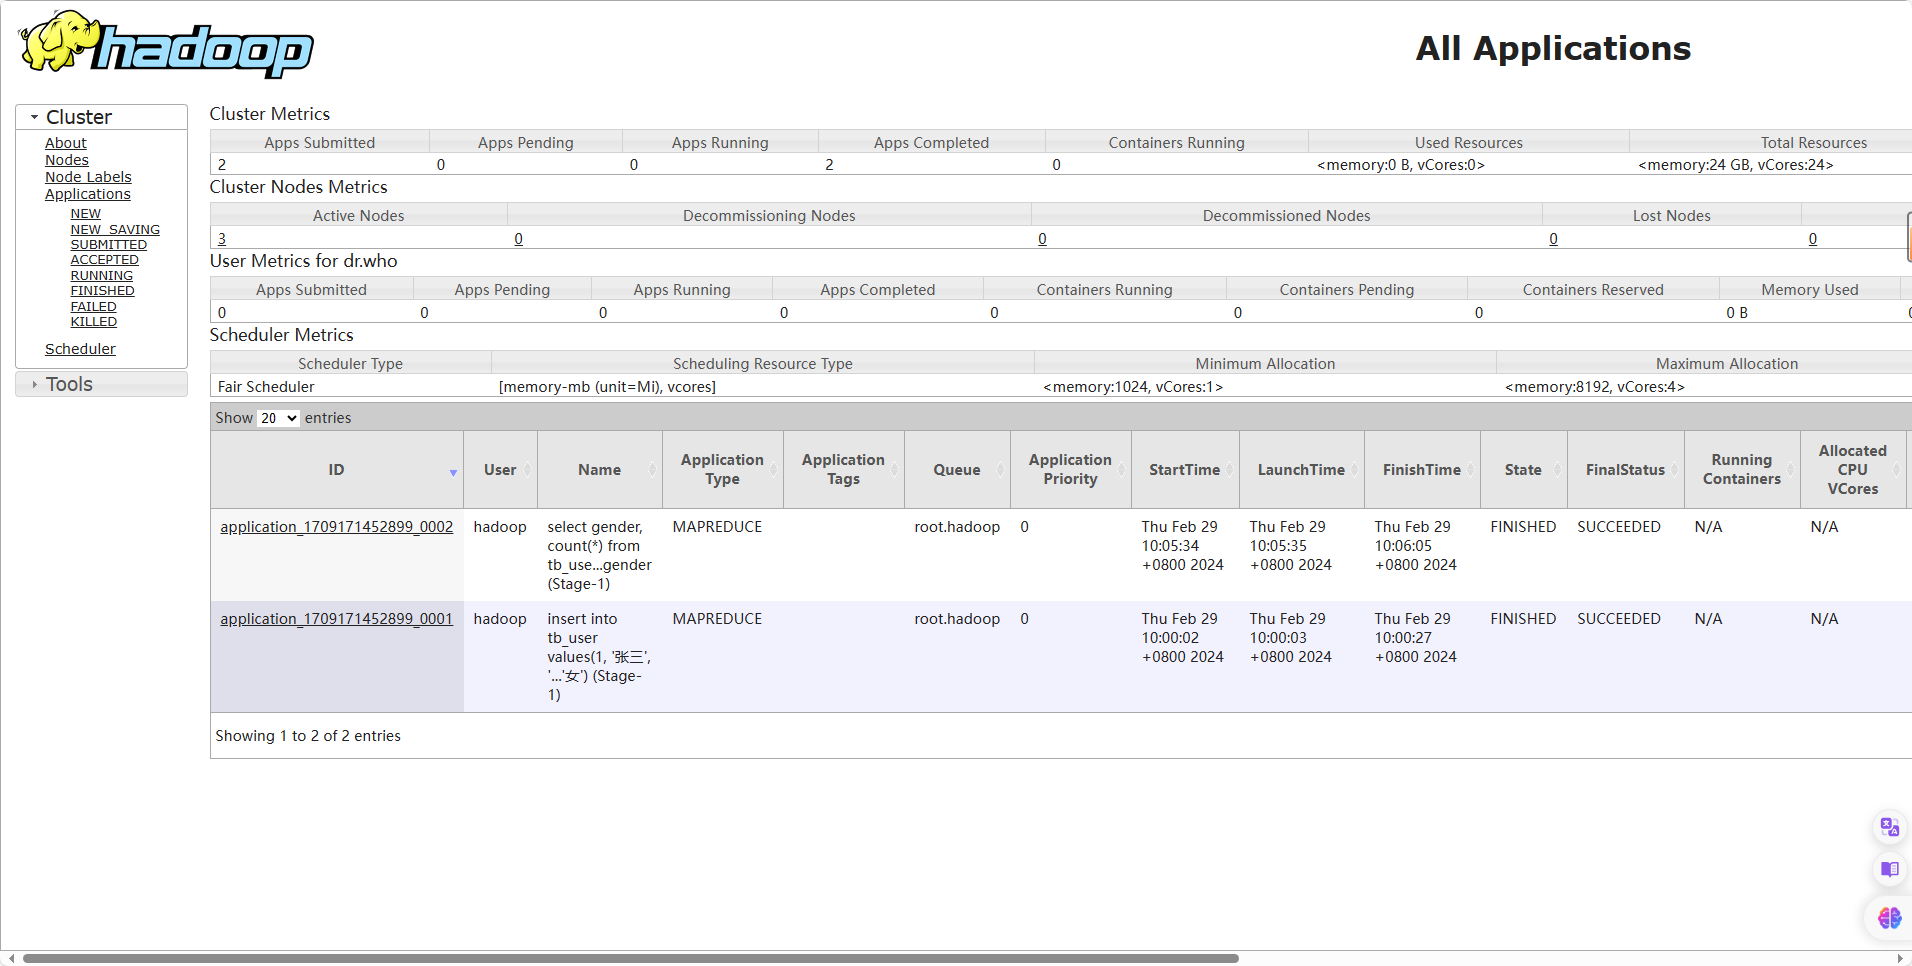 hadoop
All Applications
Cluster
About
Nodes
Node Labels
Applications
NEW
NEW_SAVING
SUBMITTED
ACCEPTED
RUNNING
FINISHED
FAILED
KILLED
Scheduler
Tools
Cluster Metrics
Apps Submitted Apps Pending Apps Running Apps Completed Containers Running Used Resources Total Resources
2 0 0 2 0 <memory:0 B, vCores:0> <memory:24 GB, vCores:24>
Cluster Nodes Metrics
Active Nodes Decommissioning Nodes Decommissioned Nodes Lost Nodes
3 0 0 0 0
User Metrics for dr.who
Apps Submitted Apps Pending Apps Running Apps Completed Containers Running Containers Pending Containers Reserved Memory Used
0 0 0 0 0 0 0 0 B
Scheduler Metrics
Scheduler Type Scheduling Resource Type Minimum Allocation Maximum Allocation
Fair Scheduler [memory-mb (unit=Mi), vcores] <memory:1024, vCores:1> <memory:8192, vCores:4>
Show 20 entries
ID User Name Application Type Application Tags Queue Application Priority StartTime LaunchTime FinishTime State FinalStatus Running Containers Allocated CPU VCores
application_1709171452899_0002 hadoop select gender, MAPREDUCE root.hadoop 0 Thu Feb 29 Thu Feb 29 Thu Feb 29 FINISHED SUCCEEDED N/A N/A
count(*) from 10:05:34 10:05:35 10:06:05
tb_use...gender +0800 2024 +0800 2024 +0800 2024
(Stage-1)
application_1709171452899_0001 hadoop insert into MAPREDUCE root.hadoop 0 Thu Feb 29 Thu Feb 29 Thu Feb 29 FINISHED SUCCEEDED N/A N/A
tb_user 10:00:02 10:00:03 10:00:27
values(1, '张三', +0800 2024 +0800 2024 +0800 2024
'...'女') (Stage-
1)
Showing 1 to 2 of 2 entries